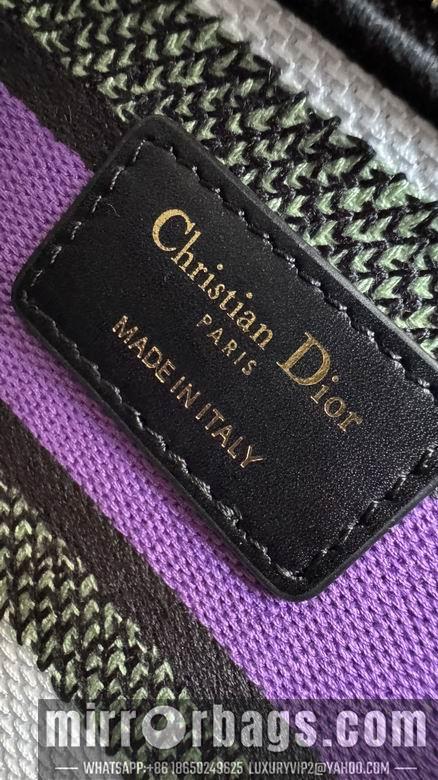 Christian Dior
PARIS
MADE IN ITALY
mirrorbags.com
WHATSAPP:+86 18650249625 LUXURYVIP2@YAHOO.COM